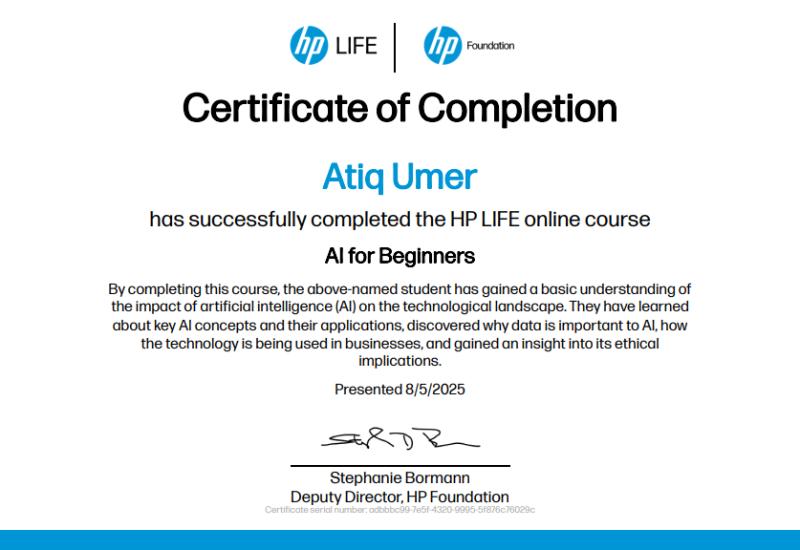 hp LIFE hp Foundation
Certificate of Completion
Atiq Umer
has successfully completed the HP LIFE online course
AI for Beginners
By completing this course, the above-named student has gained a basic understanding of
the impact of artificial intelligence (AI) on the technological landscape. They have learned
about key AI concepts and their applications, discovered why data is important to AI, how
the technology is being used in businesses, and gained an insight into its ethical
implications.
Presented 8/5/2025
Stephanie Bormann
Deputy Director, HP Foundation
Certificate serial number: adbbbc99-7e5f-4320-9995-5f876c76029c